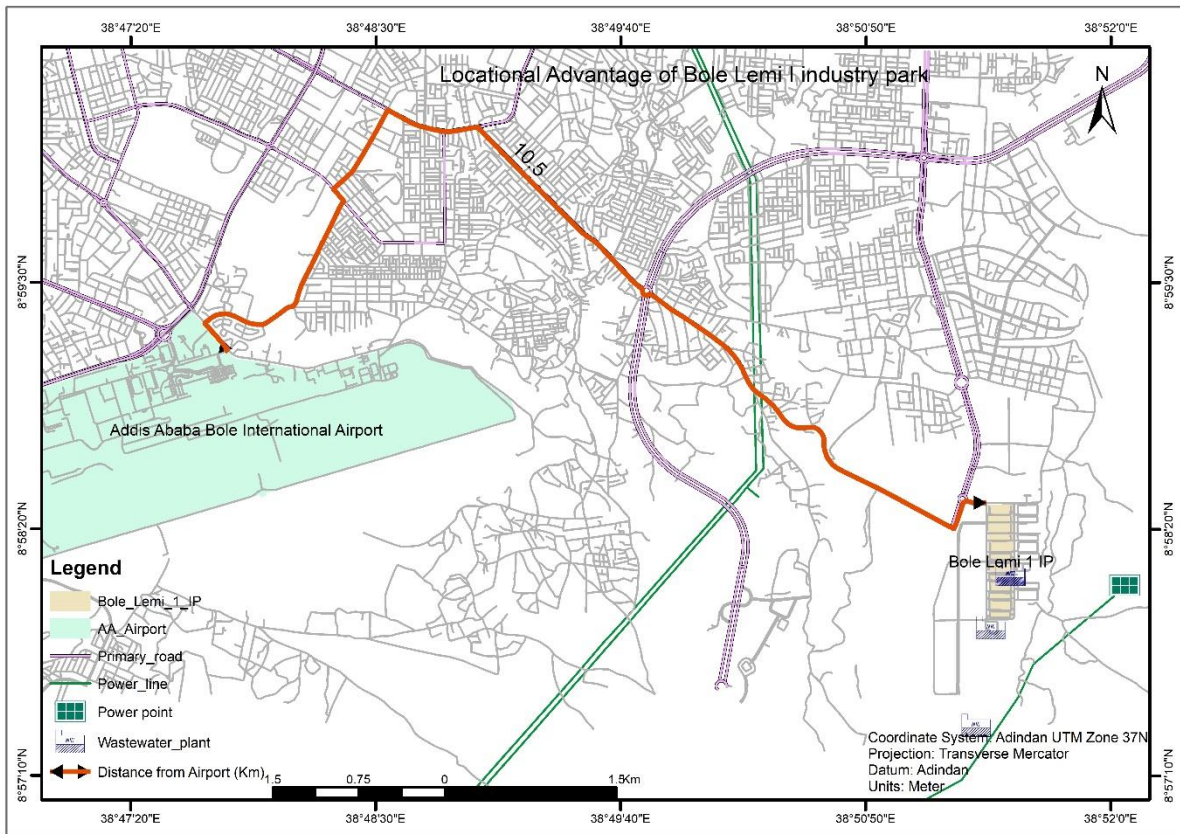 38°47'20"E 38°48'30"E 38°49'40"E 38°50'50"E 38°52'0"E
Locational Advantage of Bole Lemi I industry park
N
10.5
8°59'30"N 8°59'30"N
Addis Ababa Bole International Airport
8°58'20"N 8°58'20"N
Bole Lemi 1 IP
Legend
Bole_Lemi_1_IP
AA_Airport
Primary_road
Power_line
Power point
Wastewater_plant
Distance from Airport (Km)
1.5 0.75 0 1.5Km
Coordinate System: Adindan UTM Zone 37N
Projection: Transverse Mercator
Datum: Adindan
Units: Meter
8°57'10"N 8°57'10"N
38°47'20"E 38°48'30"E 38°49'40"E 38°50'50"E 38°52'0"E